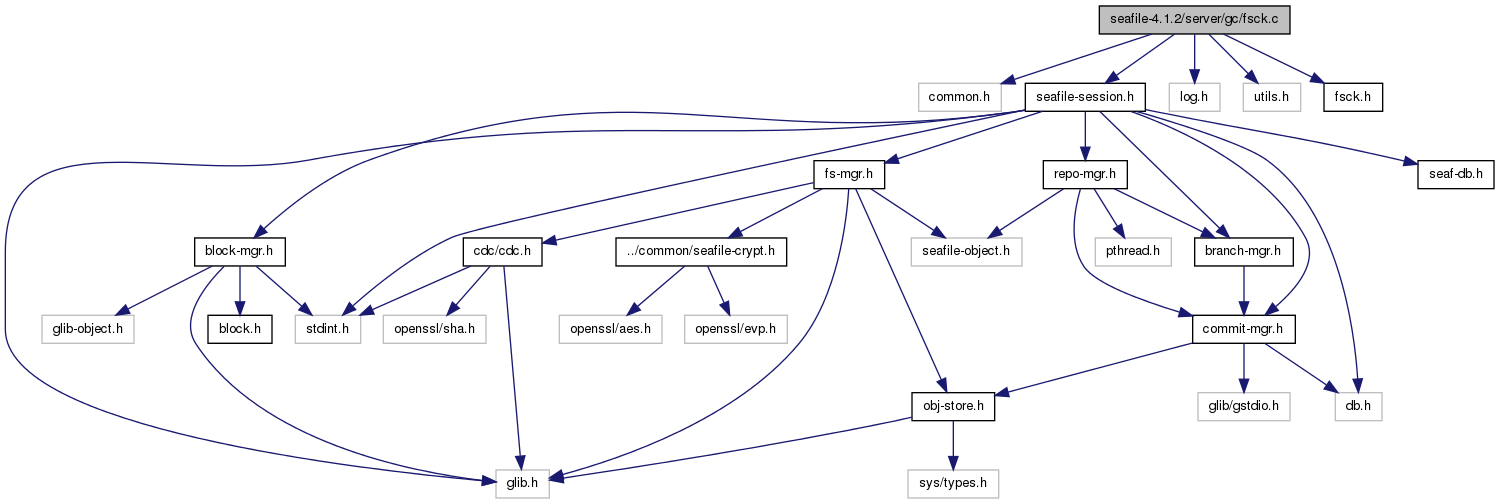 seafile-4.1.2/server/gc/fsck.c
common.h
seafile-session.h
log.h
utils.h
fsck.h
fs-mgr.h
repo-mgr.h
seaf-db.h
block-mgr.h
cdc/cdc.h
../common/seafile-crypt.h
seafile-object.h
pthread.h
branch-mgr.h
glib-object.h
block.h
stdint.h
openssl/sha.h
openssl/aes.h
openssl/evp.h
commit-mgr.h
obj-store.h
glib/gstdio.h
db.h
glib.h
sys/types.h